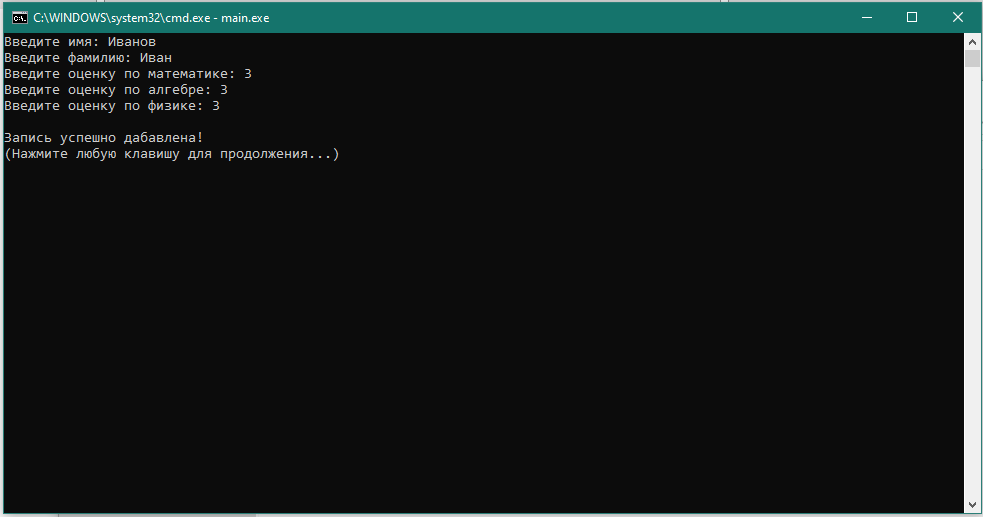 C:\WINDOWS\system32\cmd.exe - main.exe
Введите имя: Иванов
Введите фамилию: Иван
Введите оценку по математике: 3
Введите оценку по алгебре: 3
Введите оценку по физике: 3
Запись успешно дабавлена!
(Нажмите любую клавишу для продолжения...)